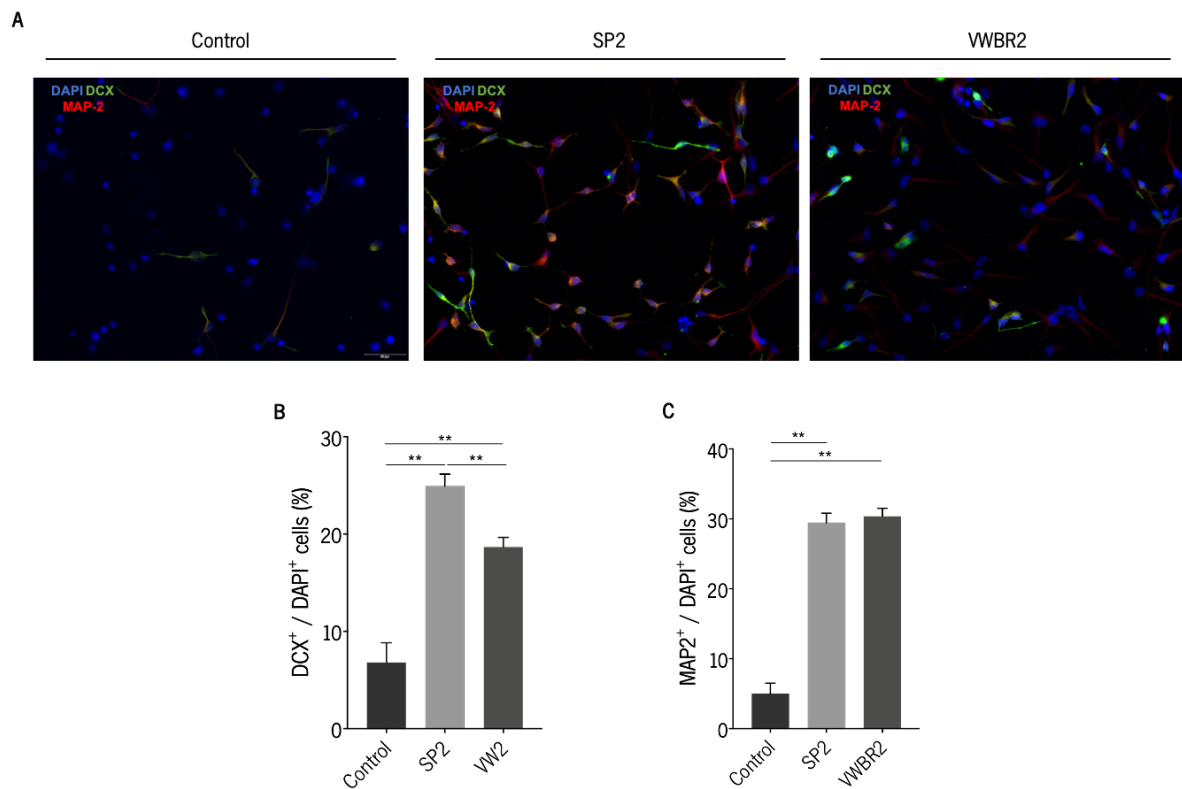 A
Control
SP2
VWBR2
DAPI DCX
MAP-2
DAPI DCX
MAP-2
DAPI DCX
MAP-2
B
C
DCX⁺ / DAPI⁺ cells (%)
30
20
10
0
**
**
**
Control
SP2
VW2
MAP2⁺ / DAPI⁺ cells (%)
40
30
20
10
0
**
**
Control
SP2
VWBR2